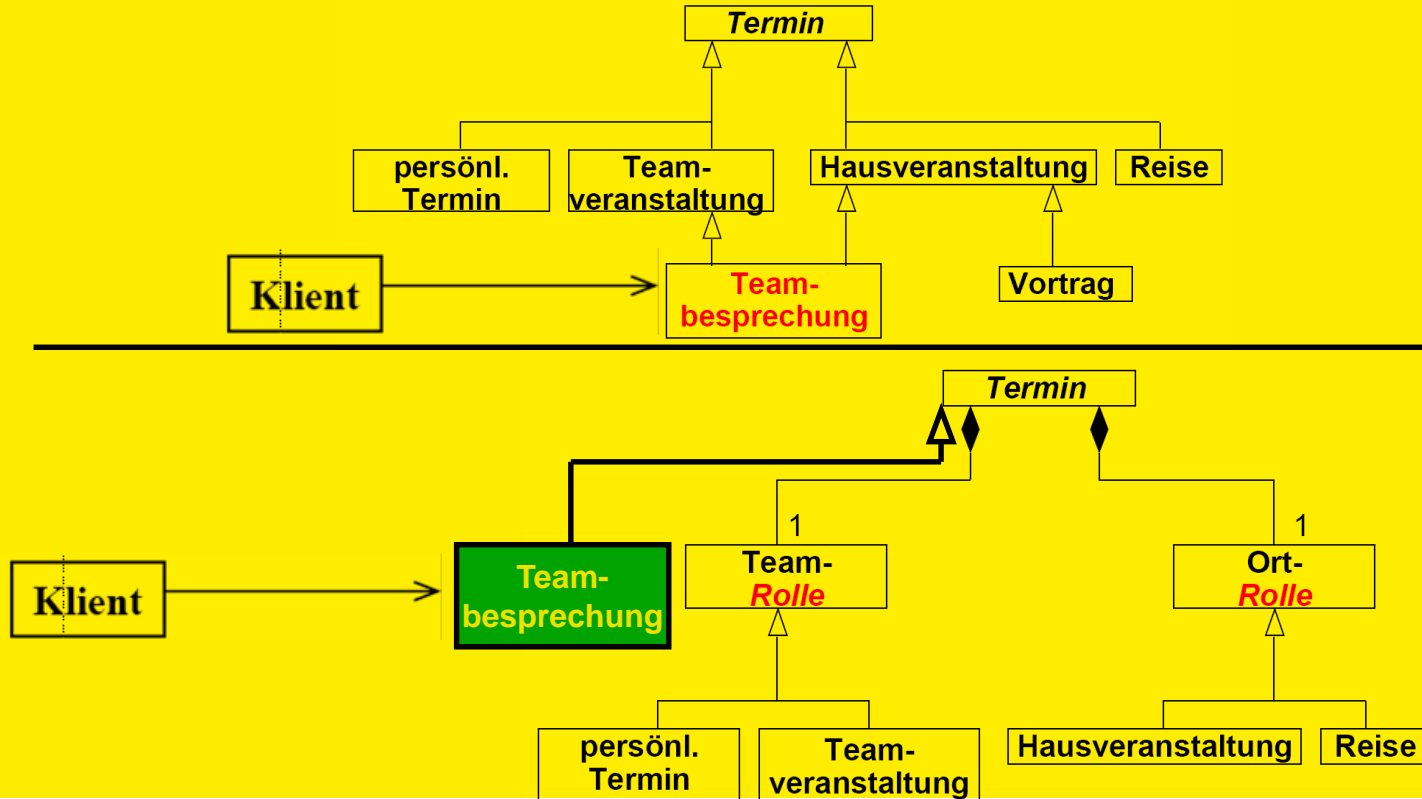 Termin
persönl.
Termin
Team-
veranstaltung
Hausveranstaltung
Reise
Klient
Team-
besprechung
Vortrag
Termin
1
1
Klient
Team-
besprechung
Team-
Rolle
Ort-
Rolle
persönl.
Termin
Team-
veranstaltung
Hausveranstaltung
Reise